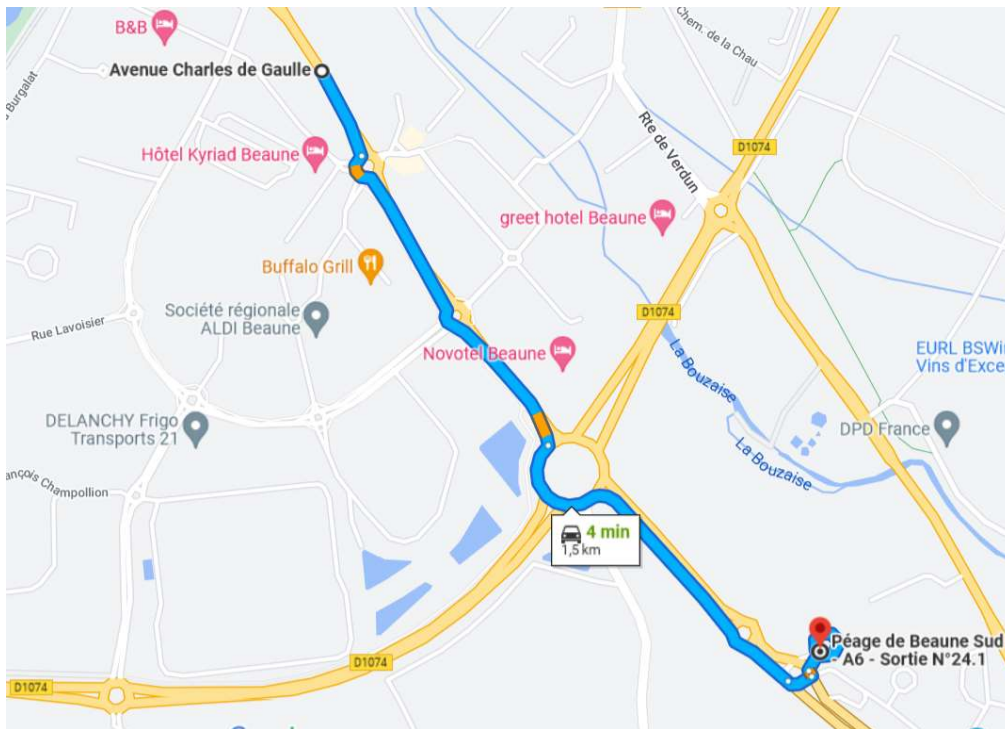 B&B
Burgalat
Avenue Charles de Gaulle
Chem. de la Chau
Rte de Verdun
D1074
Hôtel Kyriad Beaune
greet hotel Beaune
Buffalo Grill
Société régionale
ALDI Beaune
D1074
Rue Lavoisier
Novotel Beaune
La Bouzaise
EURL BSWi
Vins d'Exce
DELANCHY Frigo
Transports 21
DPD France
La Bouzaise
ançois Champollion
4 min
1,5 km
Péage de Beaune Sud
- A6 - Sortie N°24.1
D1074
D1074